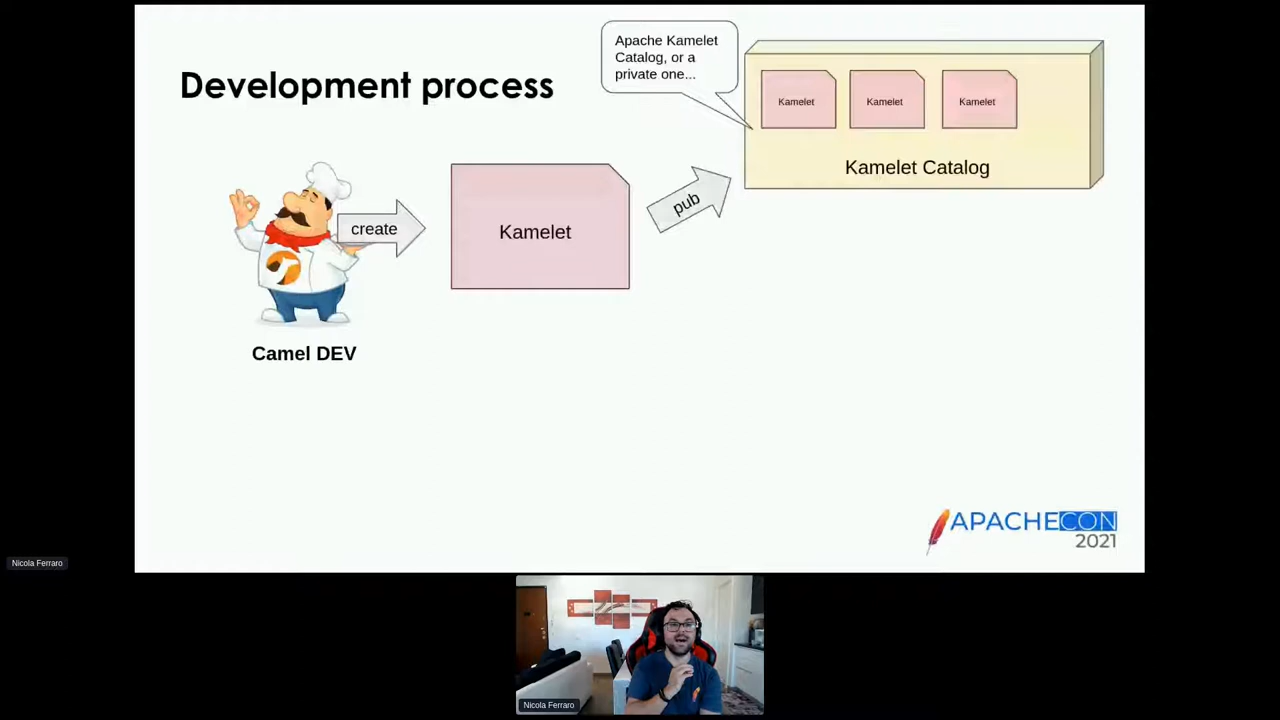 Development process
Apache Kamelet
Catalog, or a
private one...
Kamelet
Kamelet
Kamelet
Kamelet Catalog
create
Kamelet
pub
Camel DEV
APACHECON
2021
Nicola Ferraro
Nicola Ferraro